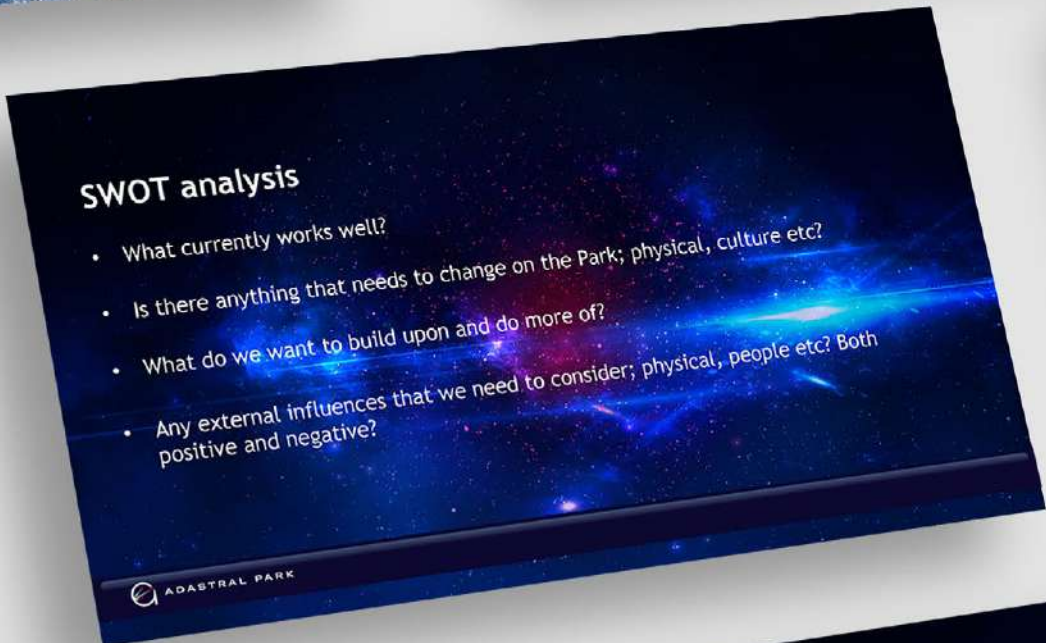 SWOT analysis
• What currently works well?
• Is there anything that needs to change on the Park; physical, culture etc?
• What do we want to build upon and do more of?
• Any external influences that we need to consider; physical, people etc? Both
positive and negative?
ADASTRAL PARK